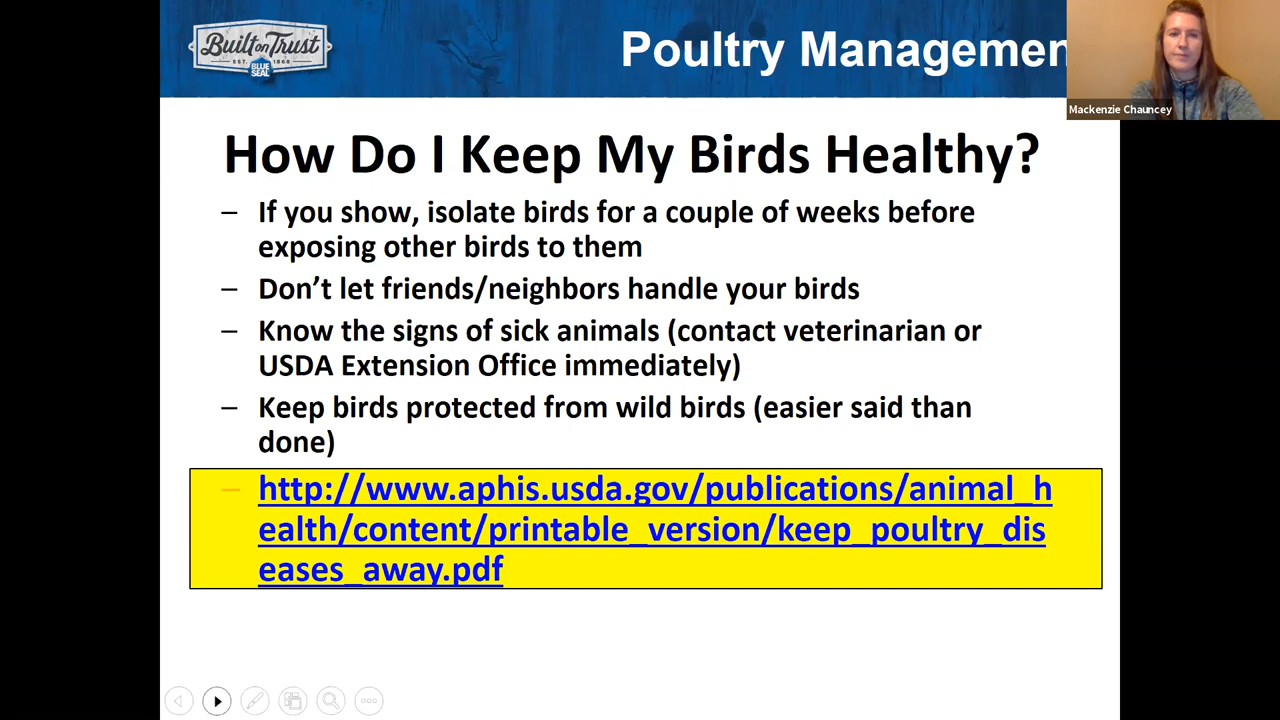 Built on Trust
EST. 1868
BLUE
SEAL
Poultry Managemen
Mackenzie Chauncey
How Do I Keep My Birds Healthy?
– If you show, isolate birds for a couple of weeks before
exposing other birds to them
– Don’t let friends/neighbors handle your birds
– Know the signs of sick animals (contact veterinarian or
USDA Extension Office immediately)
– Keep birds protected from wild birds (easier said than
done)
– http://www.aphis.usda.gov/publications/animal_h
ealth/content/printable_version/keep_poultry_dis
eases_away.pdf